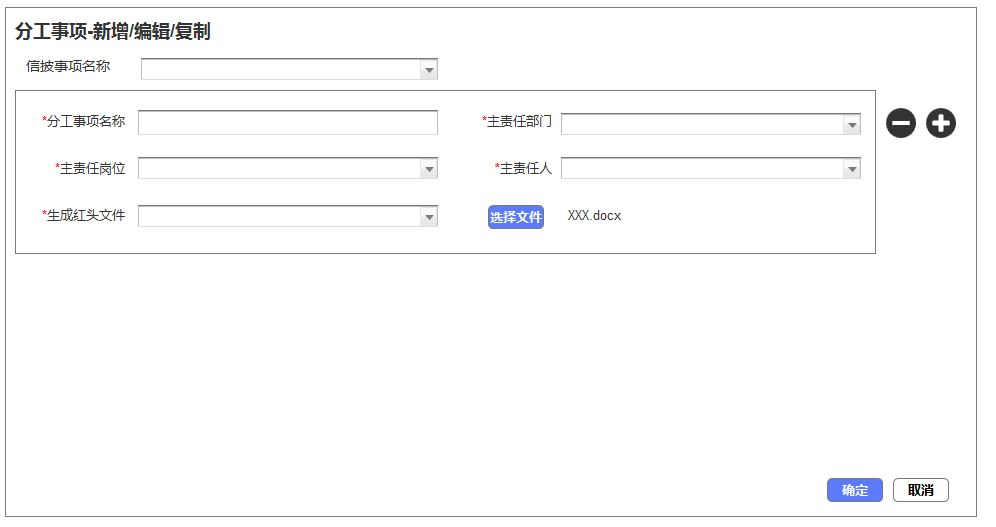 分工事项-新增/编辑/复制
信披事项名称
*分工事项名称 *主责任部门
*主责任岗位 *主责任人
*生成红头文件 选择文件 XXX.docx
确定 取消